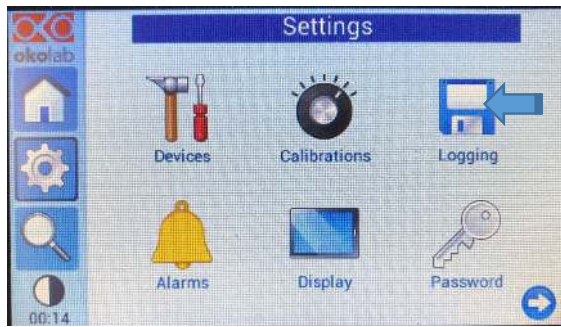 Settings
okolab
Devices
Calibrations
Logging
Alarms
Display
Password
00:14